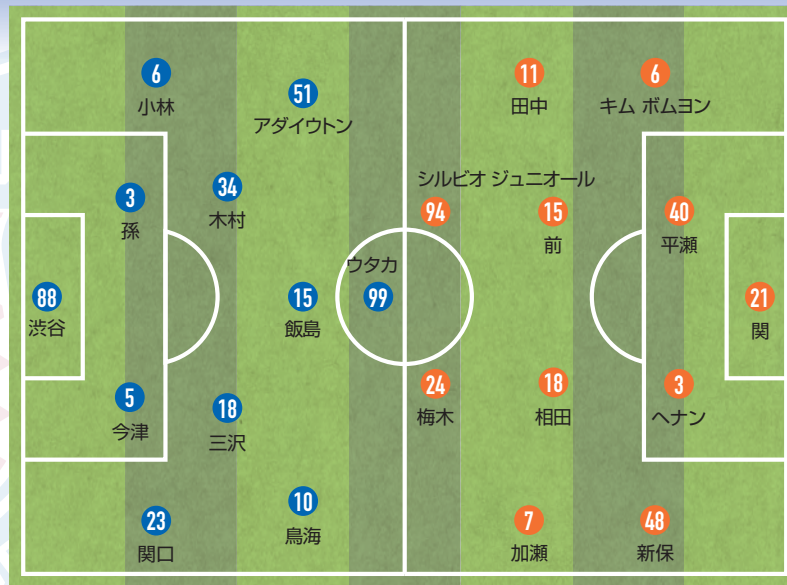 6
小林
51
アダイウトン
3
孫
34
木村
88
渋谷
15
飯島
ウタカ
99
5
今津
18
三沢
23
関口
10
鳥海
11
田中
6
キム ボムヨン
シルビオ ジュニオール
94
15
前
40
平瀬
21
関
24
梅木
18
相田
3
ヘナン
7
加瀬
48
新保